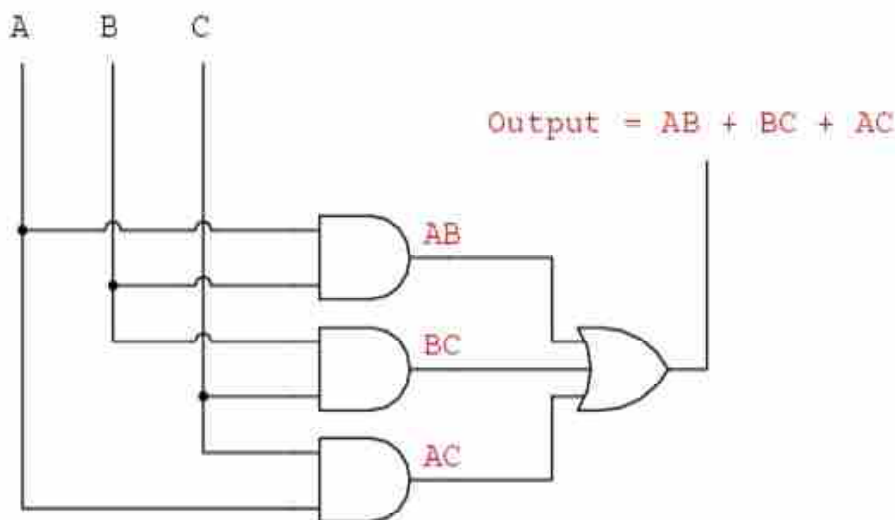 A B C
Output = AB + BC + AC
AB
BC
AC